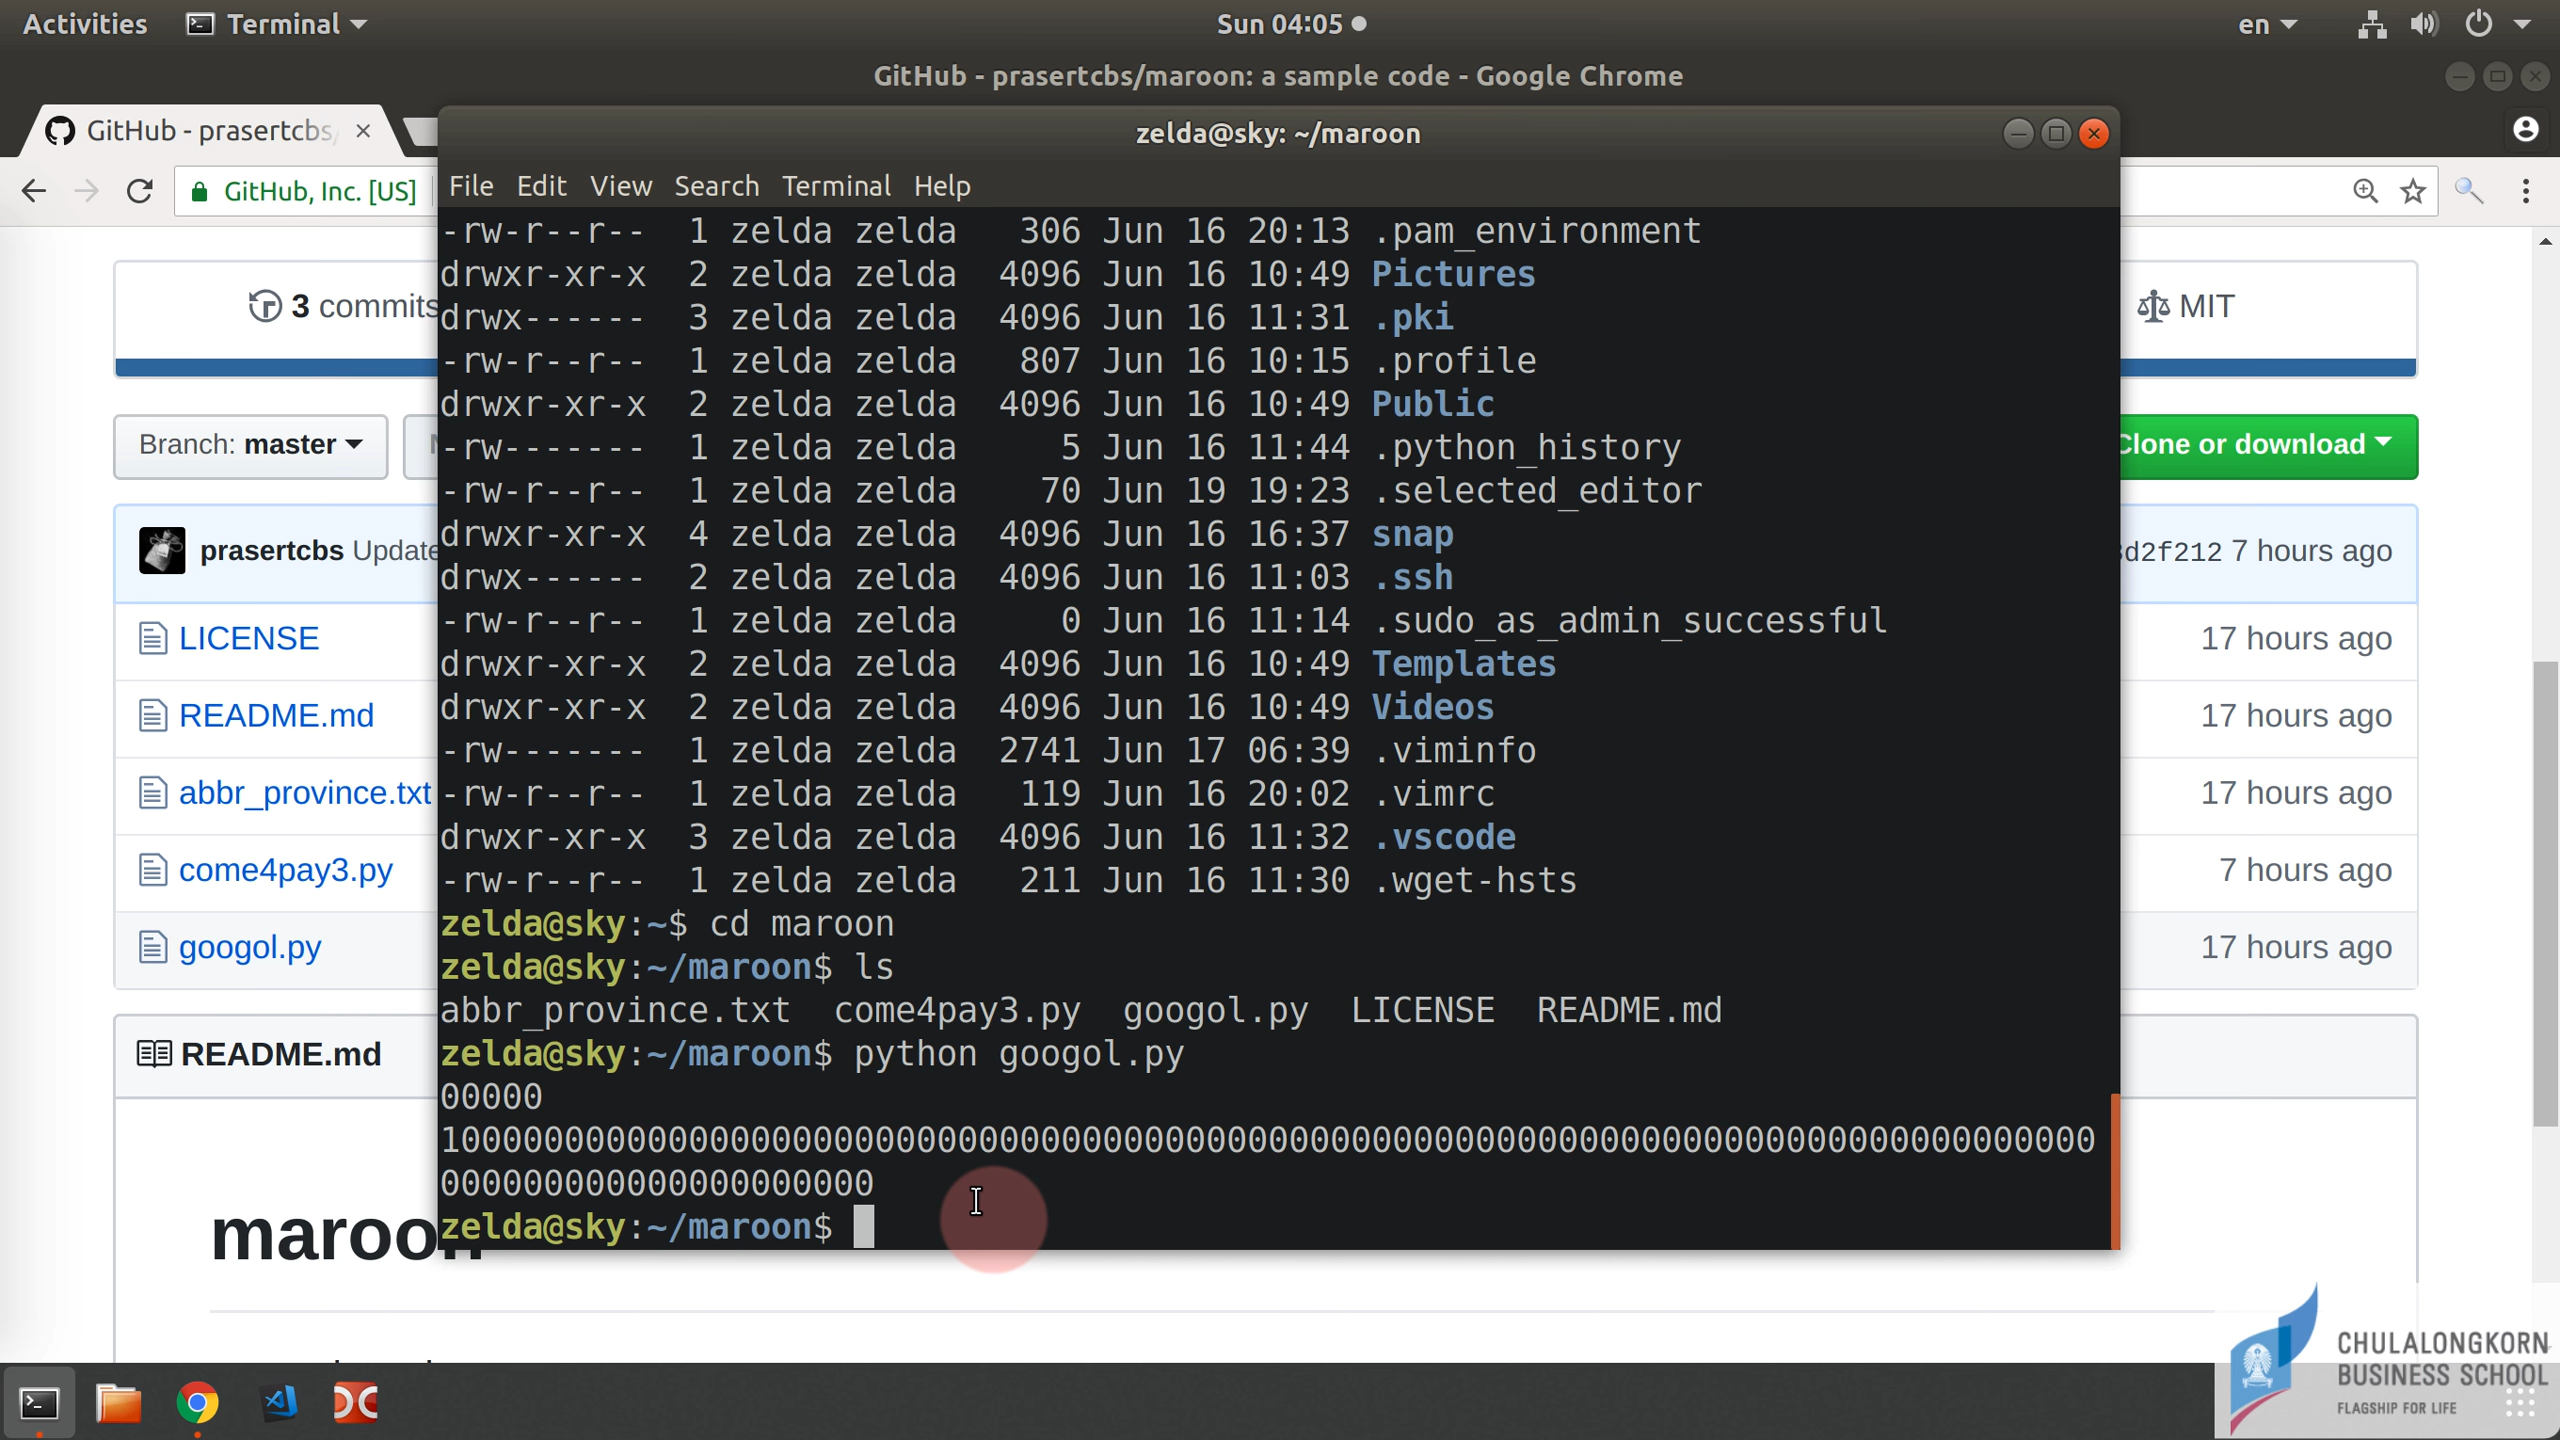 Activities Terminal Sun 04:05 en
GitHub - prasertcbs/maroon: a sample code - Google Chrome
GitHub - prasertcbs/
zelda@sky: ~/maroon
GitHub, Inc. [US]
File Edit View Search Terminal Help
-rw-r--r-- 1 zelda zelda 306 Jun 16 20:13 .pam_environment
drwxr-xr-x 2 zelda zelda 4096 Jun 16 10:49 Pictures
3 commits
MIT
drwx------ 3 zelda zelda 4096 Jun 16 11:31 .pki
-rw-r--r-- 1 zelda zelda 807 Jun 16 10:15 .profile
drwxr-xr-x 2 zelda zelda 4096 Jun 16 10:49 Public
Branch: master
Clone or download
-rw------- 1 zelda zelda 5 Jun 16 11:44 .python_history
-rw-r--r-- 1 zelda zelda 70 Jun 19 19:23 .selected_editor
drwxr-xr-x 4 zelda zelda 4096 Jun 16 16:37 snap
prasertcbs Update
d2f212 7 hours ago
drwx------ 2 zelda zelda 4096 Jun 16 11:03 .ssh
-rw-r--r-- 1 zelda zelda 0 Jun 16 11:14 .sudo_as_admin_successful
LICENSE
17 hours ago
drwxr-xr-x 2 zelda zelda 4096 Jun 16 10:49 Templates
drwxr-xr-x 2 zelda zelda 4096 Jun 16 10:49 Videos
README.md
17 hours ago
-rw------- 1 zelda zelda 2741 Jun 17 06:39 .viminfo
-rw-r--r-- 1 zelda zelda 119 Jun 16 20:02 .vimrc
abbr_province.txt
17 hours ago
drwxr-xr-x 3 zelda zelda 4096 Jun 16 11:32 .vscode
-rw-r--r-- 1 zelda zelda 211 Jun 16 11:30 .wget-hsts
come4pay3.py
7 hours ago
zelda@sky:~$ cd maroon
zelda@sky:~/maroon$ ls
googol.py
17 hours ago
abbr_province.txt come4pay3.py googol.py LICENSE README.md
zelda@sky:~/maroon$ python googol.py
README.md
00000
10000000000000000000000000000000000000000000000000000000000000000000000000000000
000000000000000000000
zelda@sky:~/maroon$
maroon
CHULALONGKORN
BUSINESS SCHOOL
FLAGSHIP FOR LIFE